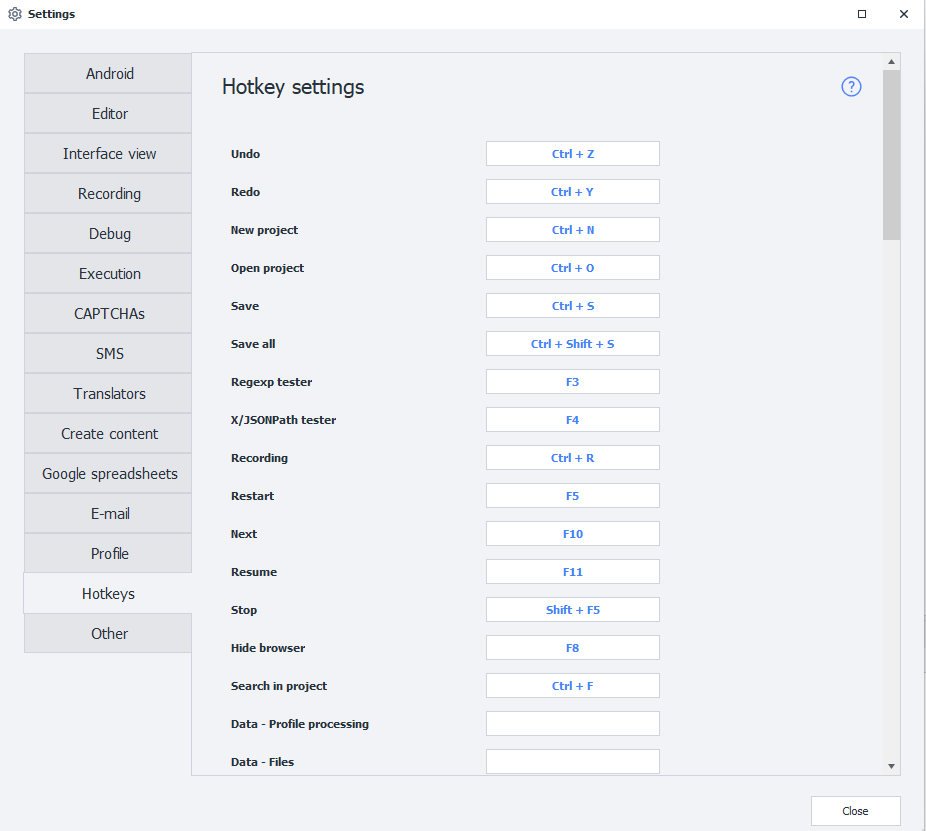 Settings
Android
Editor
Interface view
Recording
Debug
Execution
CAPTCHAs
SMS
Translators
Create content
Google spreadsheets
E-mail
Profile
Hotkeys
Other
Hotkey settings
?
Undo Ctrl + Z
Redo Ctrl + Y
New project Ctrl + N
Open project Ctrl + O
Save Ctrl + S
Save all Ctrl + Shift + S
Regexp tester F3
X/JSONPath tester F4
Recording Ctrl + R
Restart F5
Next F10
Resume F11
Stop Shift + F5
Hide browser F8
Search in project Ctrl + F
Data - Profile processing
Data - Files
Close